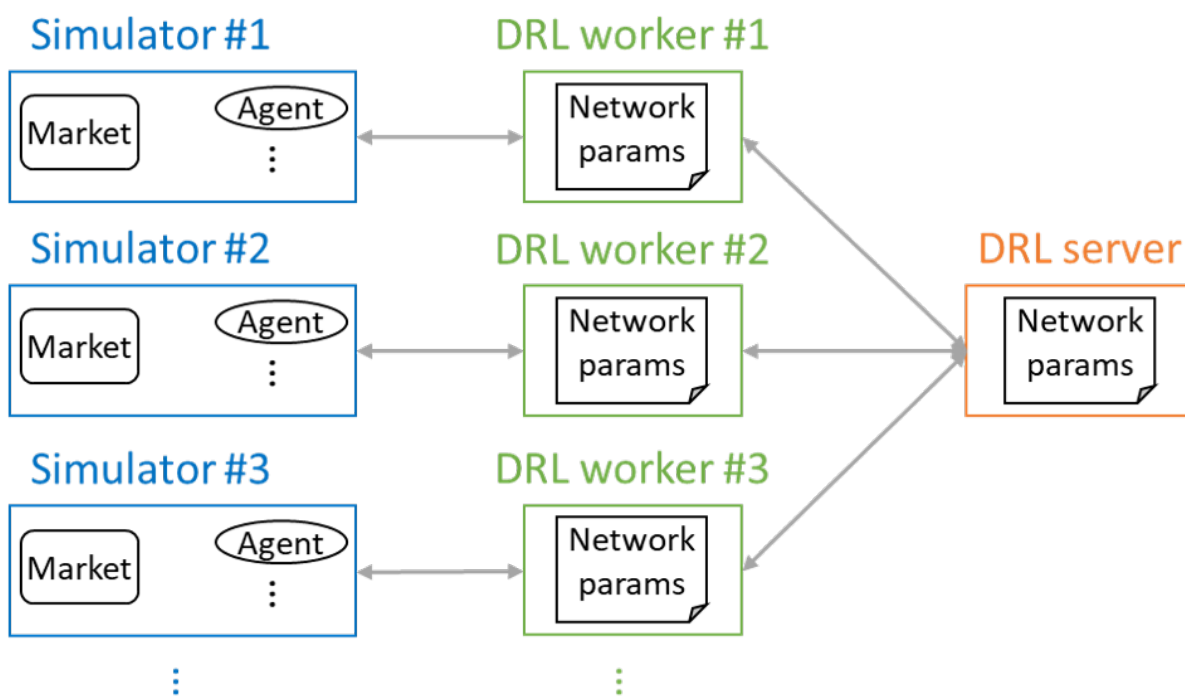 Simulator #1
DRL worker #1
Market
Agent
Network
params
Simulator #2
DRL worker #2
DRL server
Market
Agent
Network
params
Network
params
Simulator #3
DRL worker #3
Market
Agent
Network
params